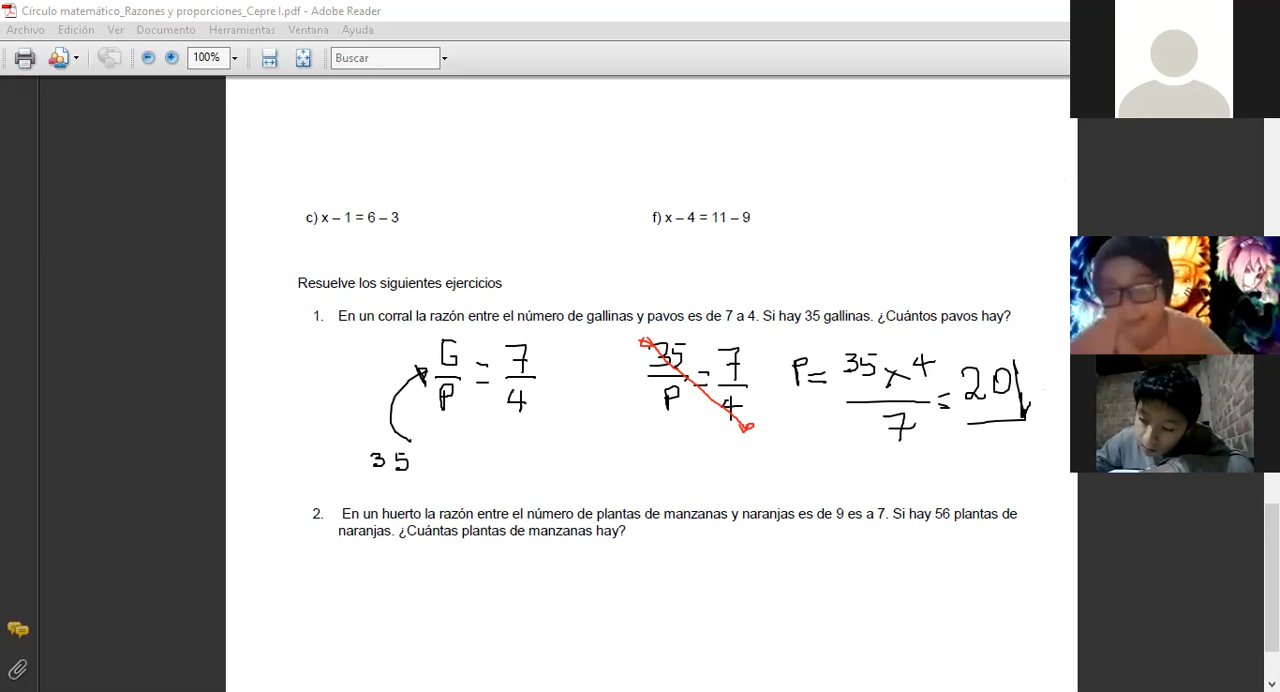 Círculo matemático_Razones y proporciones_Cepre I.pdf - Adobe Reader
Archivo Edición Ver Documento Herramientas Ventana Ayuda
100% Buscar
c) x – 1 = 6 – 3 f) x – 4 = 11 – 9
Resuelve los siguientes ejercicios
1. En un corral la razón entre el número de gallinas y pavos es de 7 a 4. Si hay 35 gallinas. ¿Cuántos pavos hay?
G/P = 7/4 35/P = 7/4 P = 35 x 4/7 = 20
35
2. En un huerto la razón entre el número de plantas de manzanas y naranjas es de 9 es a 7. Si hay 56 plantas de
naranjas. ¿Cuántas plantas de manzanas hay?